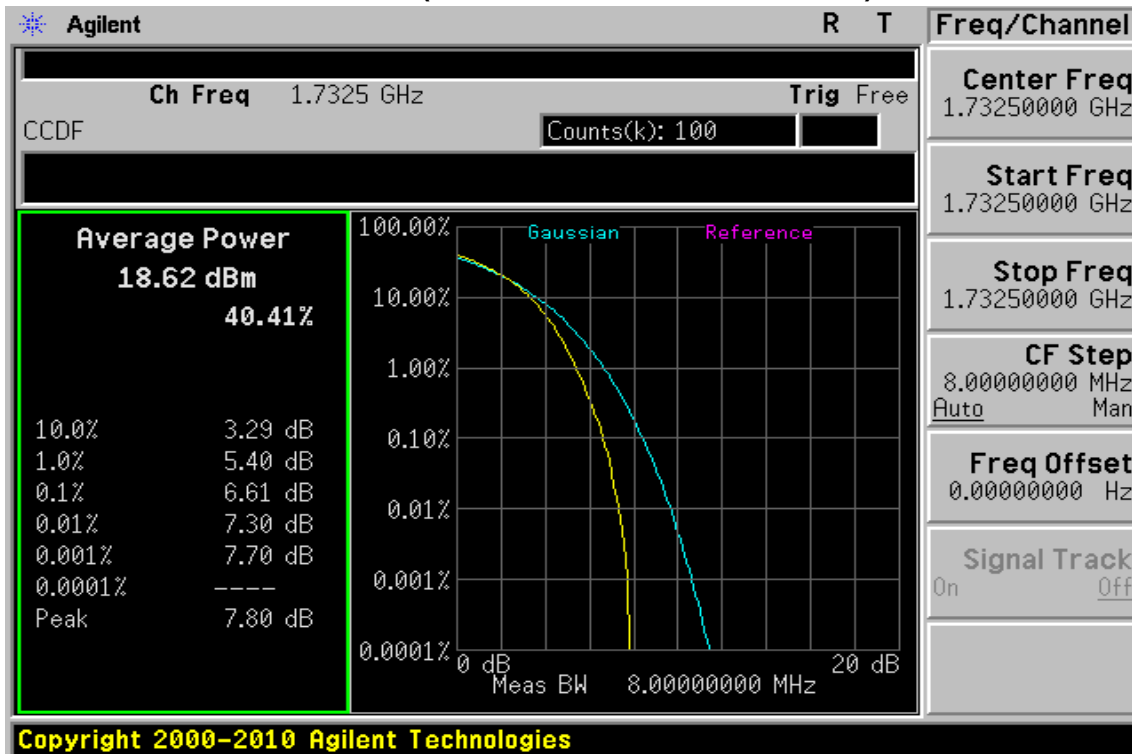 Agilent R T Freq/Channel
Ch Freq 1.7325 GHz Trig Free
CCDF Counts(k): 100
Average Power
18.62 dBm
40.41%
10.0% 3.29 dB
1.0% 5.40 dB
0.1% 6.61 dB
0.01% 7.30 dB
0.001% 7.70 dB
0.0001% ----
Peak 7.80 dB
Gaussian Reference
100.00%
10.00%
1.00%
0.10%
0.01%
0.001%
0.0001%
0 dB 20 dB
Meas BW 8.00000000 MHz
Center Freq
1.73250000 GHz
Start Freq
1.73250000 GHz
Stop Freq
1.73250000 GHz
CF Step
8.00000000 MHz
Auto Man
Freq Offset
0.00000000 Hz
Signal Track
On Off
Copyright 2000-2010 Agilent Technologies